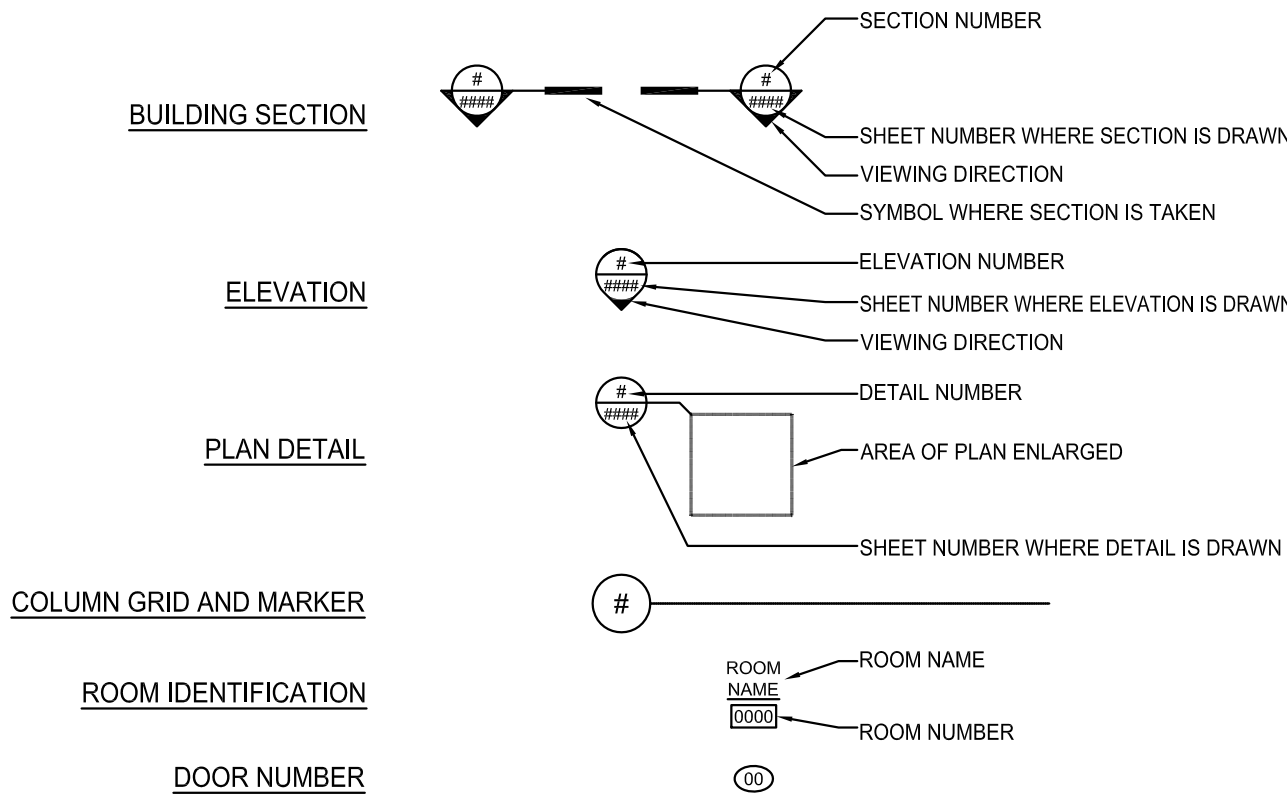 SECTION NUMBER
# #
BUILDING SECTION
#### ####
SHEET NUMBER WHERE SECTION IS DRAWN
VIEWING DIRECTION
SYMBOL WHERE SECTION IS TAKEN
ELEVATION
#
ELEVATION NUMBER
####
SHEET NUMBER WHERE ELEVATION IS DRAWN
VIEWING DIRECTION
PLAN DETAIL
#
DETAIL NUMBER
####
AREA OF PLAN ENLARGED
SHEET NUMBER WHERE DETAIL IS DRAWN
COLUMN GRID AND MARKER
#
ROOM IDENTIFICATION
ROOM
NAME
0000
ROOM NAME
ROOM NUMBER
DOOR NUMBER
00